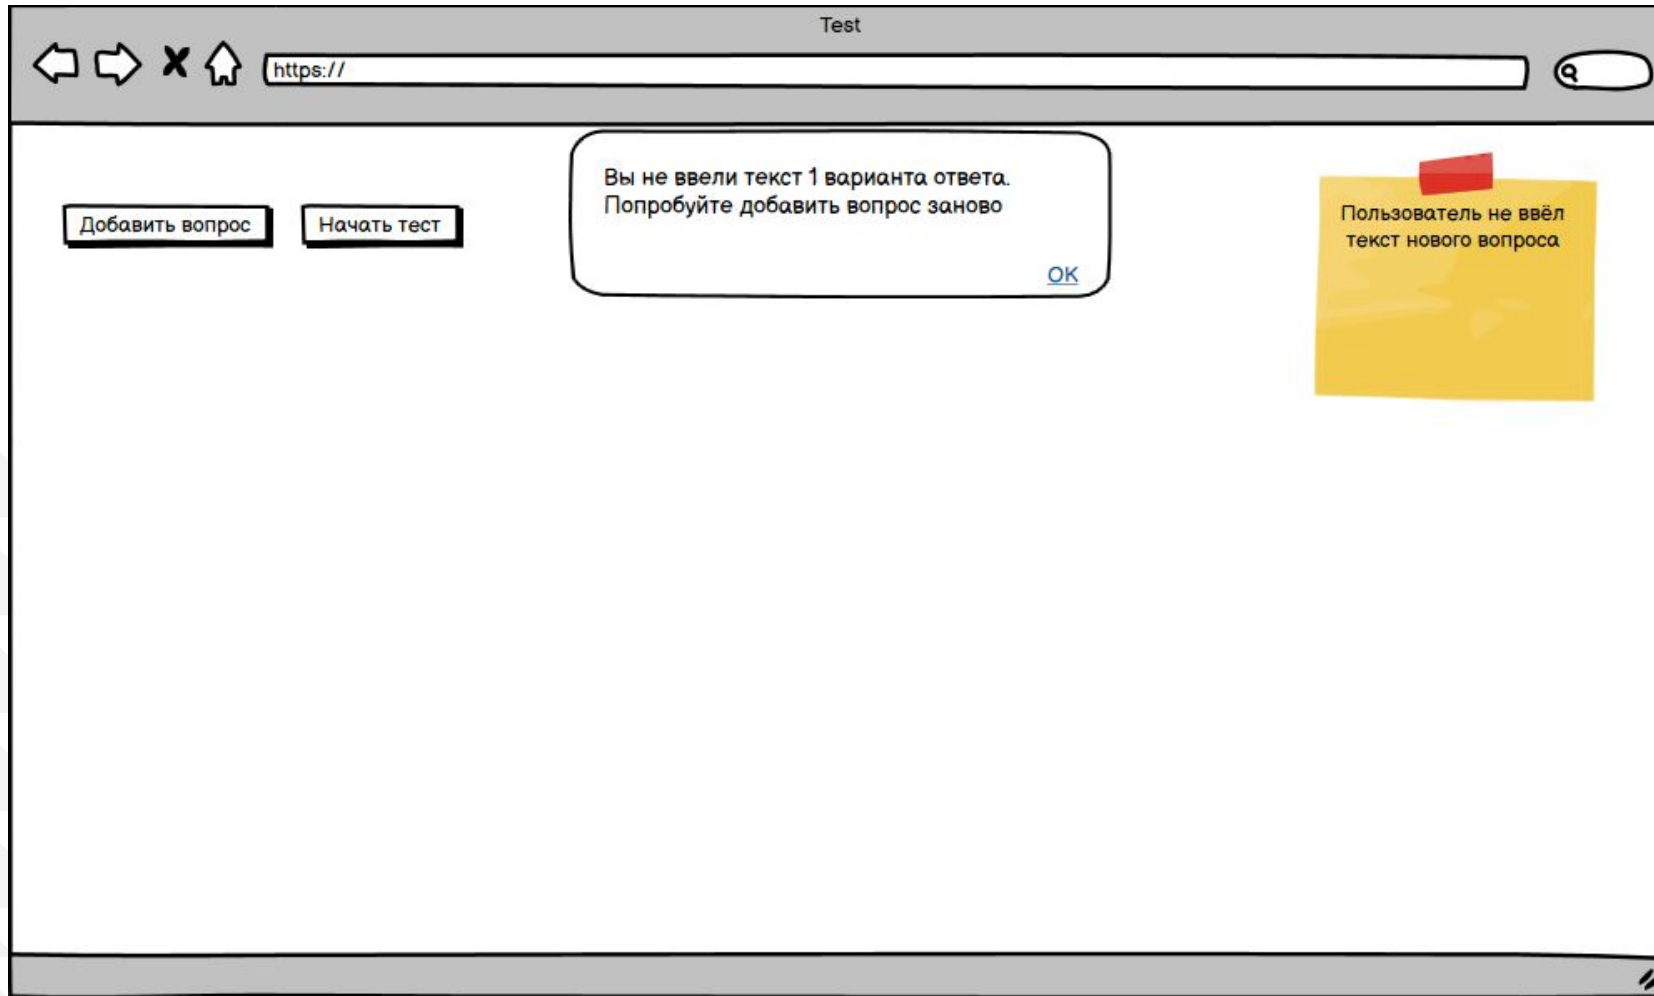 Test
https://
Добавить вопрос
Начать тест
Вы не ввели текст 1 варианта ответа.
Попробуйте добавить вопрос заново
OK
Пользователь не ввёл
текст нового вопроса